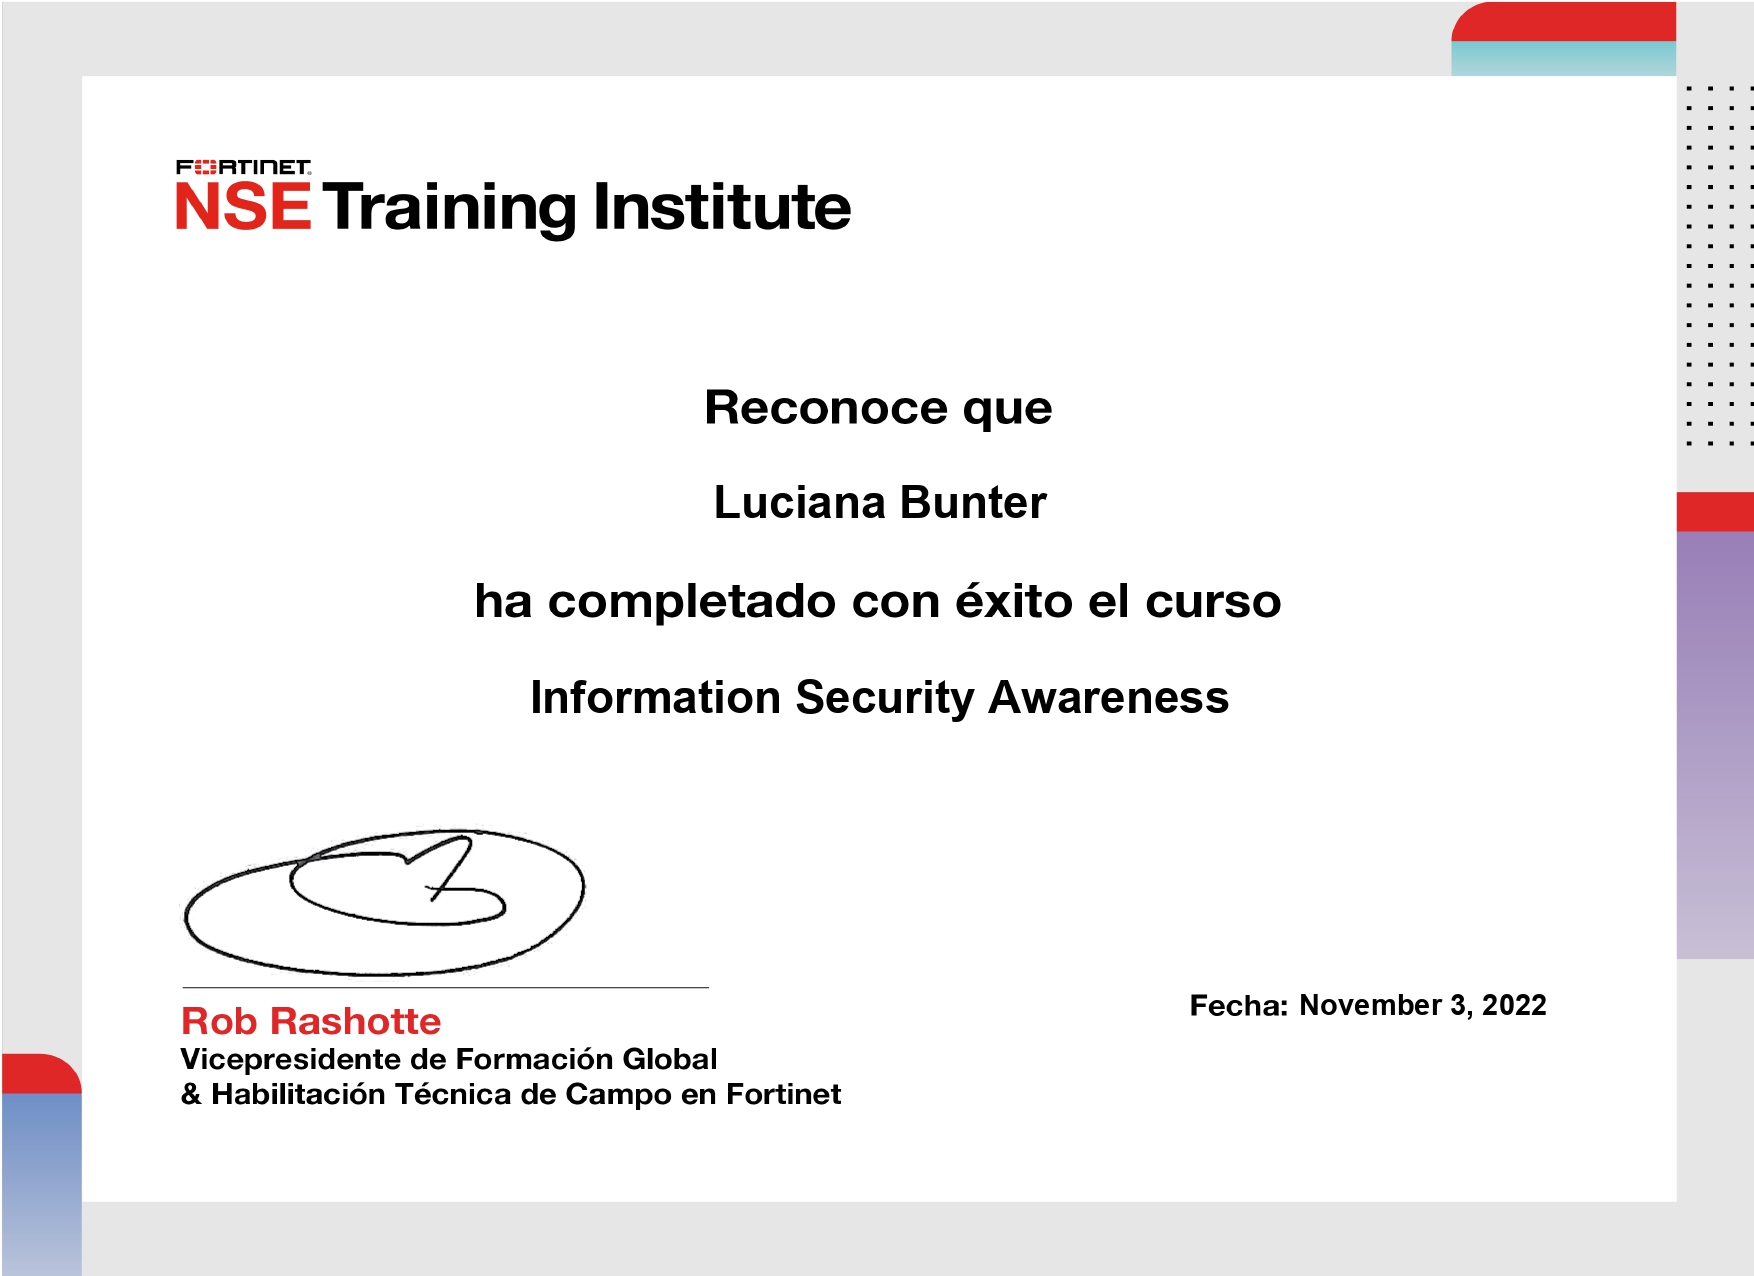 FORTINET
NSE Training Institute
Reconoce que
Luciana Bunter
ha completado con éxito el curso
Information Security Awareness
Rob Rashotte
Vicepresidente de Formación Global
& Habilitación Técnica de Campo en Fortinet
Fecha: November 3, 2022